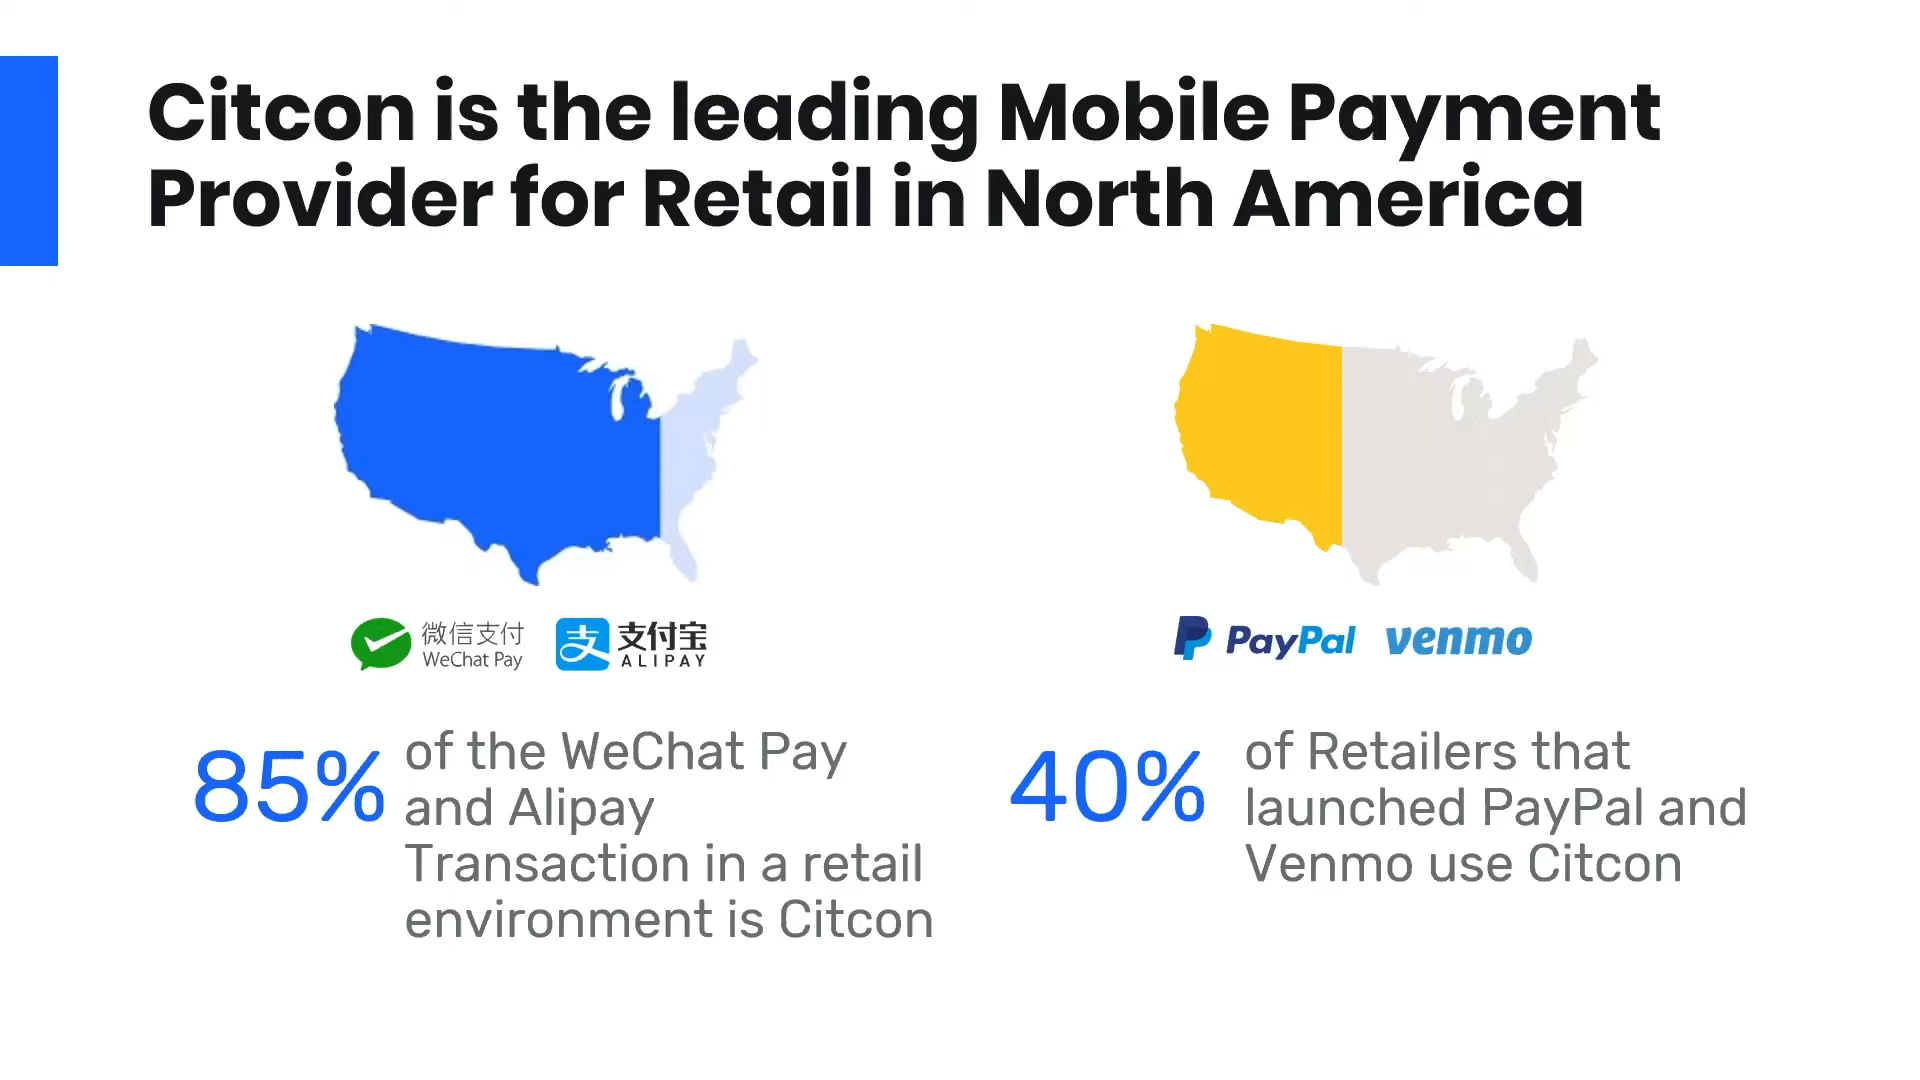 Citcon is the leading Mobile Payment
Provider for Retail in North America
微信支付
WeChat Pay
支
支付宝
ALIPAY
PayPal
venmo
85%
of the WeChat Pay
and Alipay
Transaction in a retail
environment is Citcon
40%
of Retailers that
launched PayPal and
Venmo use Citcon